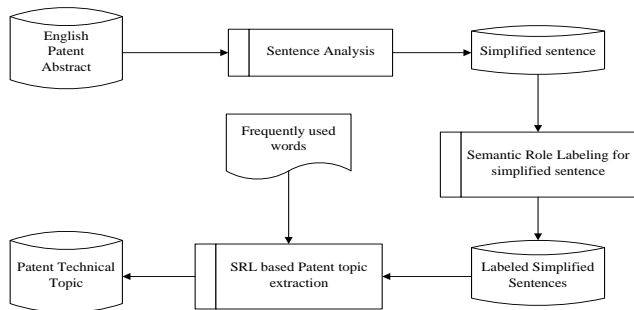 English
Patent
Abstract
Sentence Analysis
Simplified sentence
Frequently used
words
Semantic Role Labeling for
simplified sentence
Patent Technical
Topic
SRL based Patent topic
extraction
Labeled Simplified
Sentences